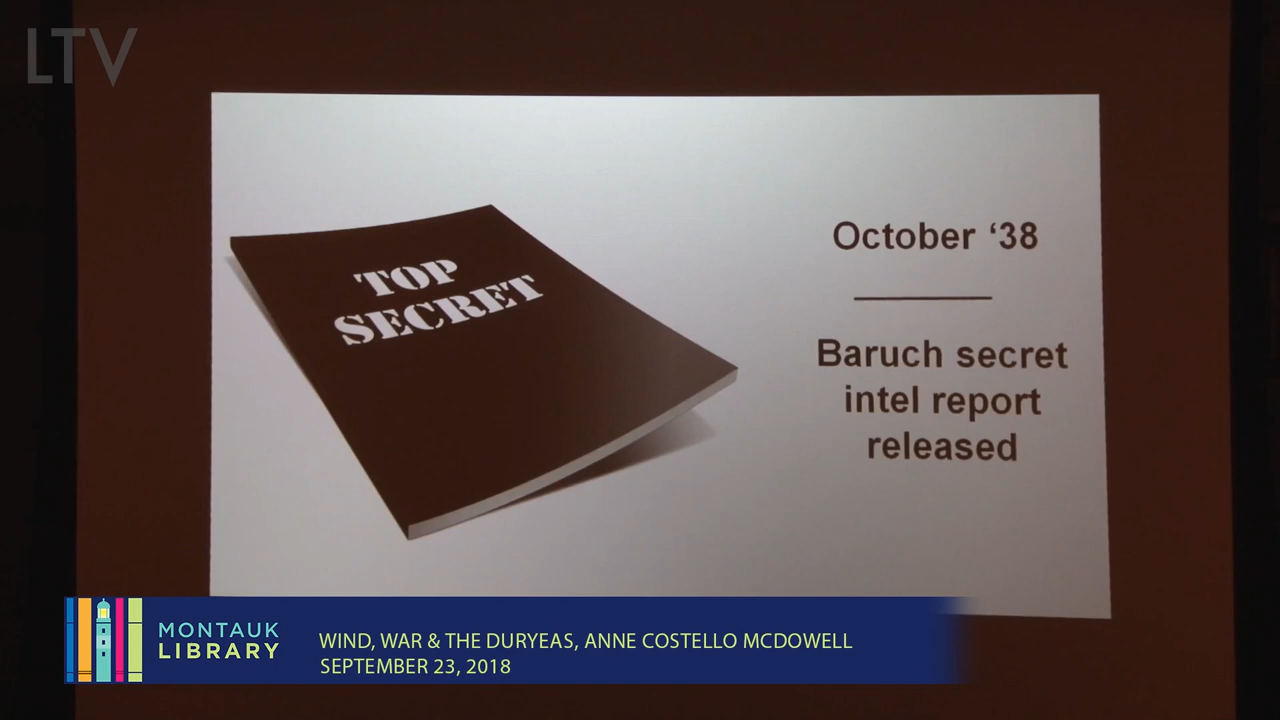 LTV
TOP
SECRET
October ‘38
Baruch secret
intel report
released
MONTAUK
LIBRARY
WIND, WAR & THE DURYEAS, ANNE COSTELLO MCDOWELL
SEPTEMBER 23, 2018